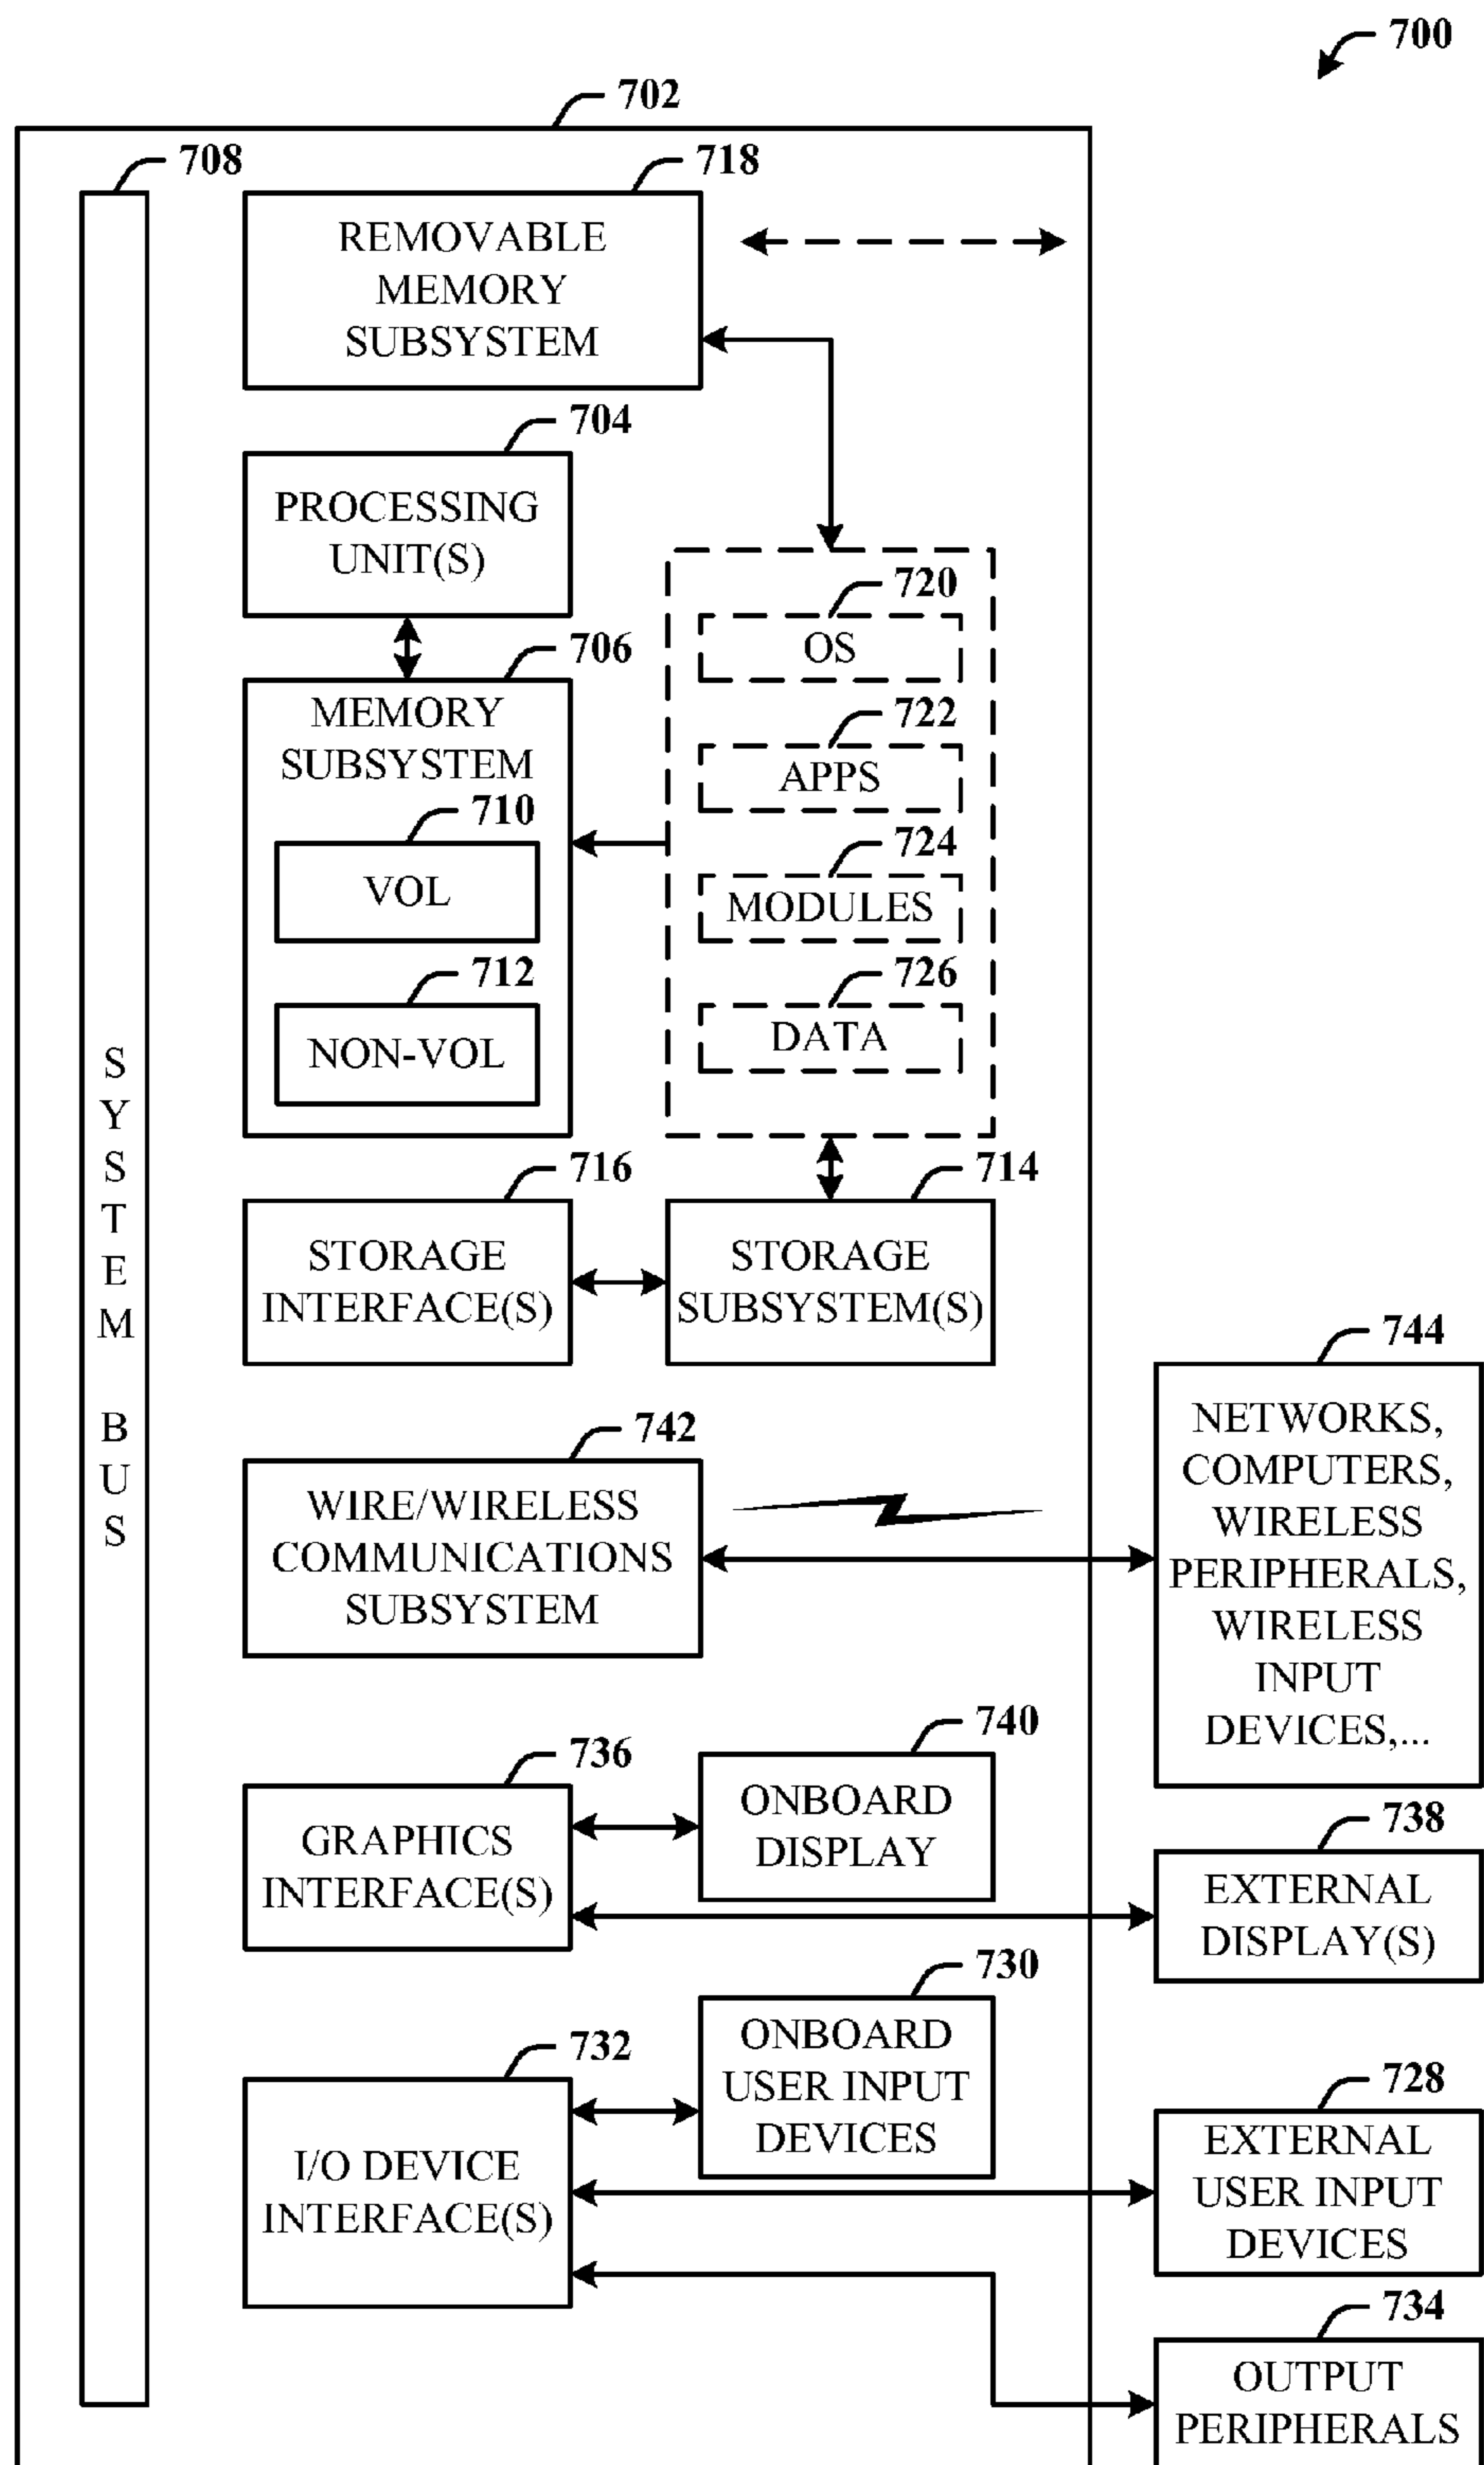 700
702
708
718
REMOVABLE
MEMORY
SUBSYSTEM
704
PROCESSING
UNIT(S)
706
MEMORY
SUBSYSTEM
710
VOL
712
NON-VOL
720
OS
722
APPS
724
MODULES
726
DATA
716
STORAGE
INTERFACE(S)
714
STORAGE
SUBSYSTEM(S)
SYSTEM BUS
742
WIRE/WIRELESS
COMMUNICATIONS
SUBSYSTEM
744
NETWORKS,
COMPUTERS,
WIRELESS
PERIPHERALS,
WIRELESS
INPUT
DEVICES,...
736
GRAPHICS
INTERFACE(S)
740
ONBOARD
DISPLAY
738
EXTERNAL
DISPLAY(S)
732
I/O DEVICE
INTERFACE(S)
730
ONBOARD
USER INPUT
DEVICES
728
EXTERNAL
USER INPUT
DEVICES
734
OUTPUT
PERIPHERALS